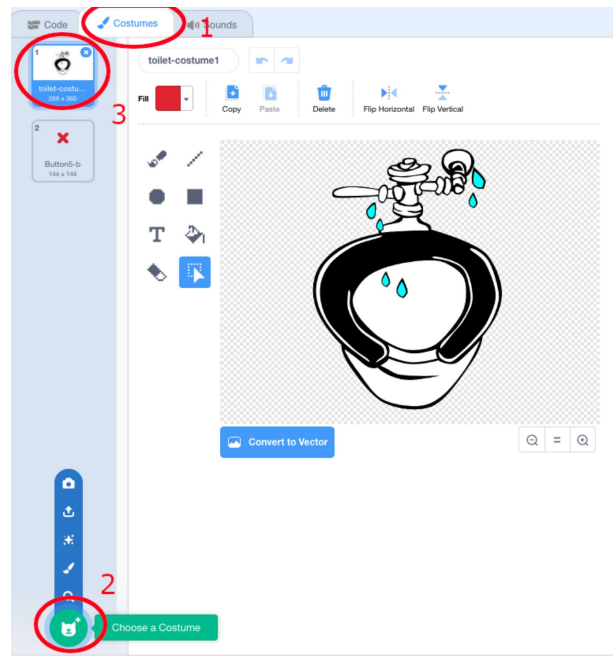 Code
Costumes
Sounds
1
1
toilet-costu...
269 x 360
3
2
Button5-b
144 x 144
toilet-costume1
Fill
Copy
Paste
Delete
Flip Horizontal
Flip Vertical
T
Convert to Vector
2
Choose a Costume